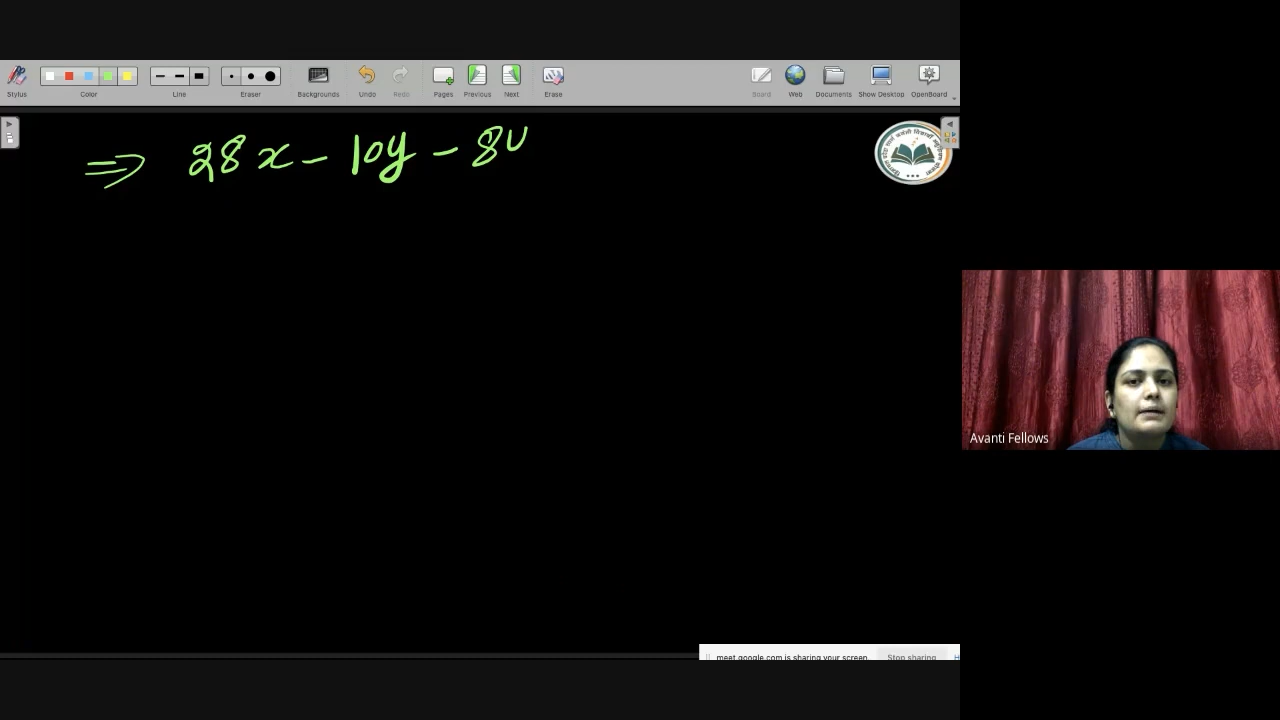 Stylus Color Line Eraser Backgrounds Undo Redo Pages Previous Next Erase Board Web Documents Show Desktop OpenBoard
⇒ 28x - 10y - 80
Avanti Fellows
meet.google.com is sharing your screen. Stop sharing